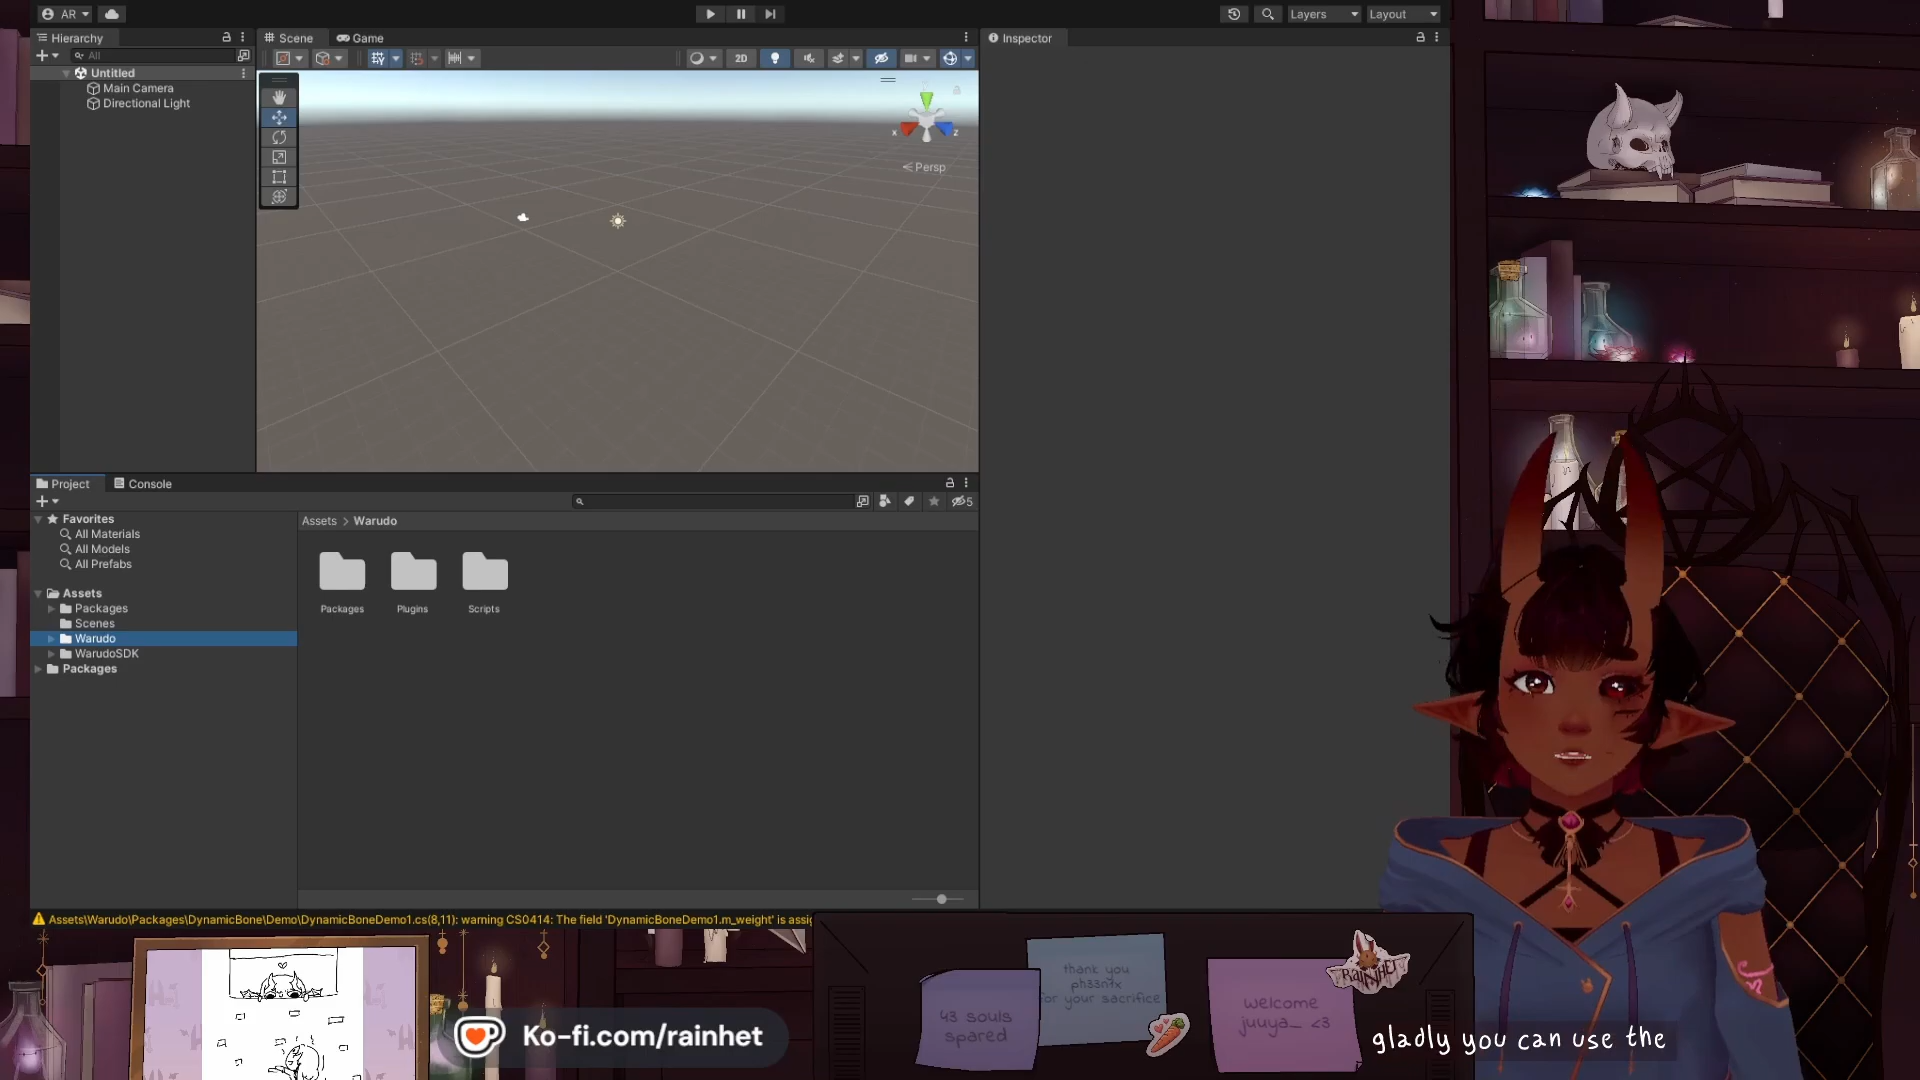 AR
Layers
Layout
Hierarchy
All
Untitled
Main Camera
Directional Light
Scene
Game
2D
x
z
Persp
Inspector
Project
Console
5
Favorites
All Materials
All Models
All Prefabs
Assets
Packages
Scenes
Warudo
WarudoSDK
Packages
Assets > Warudo
Packages
Plugins
Scripts
Assets\Warudo\Packages\DynamicBone\Demo\DynamicBoneDemo1.cs(8,11): warning CS0414: The field 'DynamicBoneDemo1.m_weight' is assig
Ko-fi.com/rainhet
43 souls
spared
thank you
ph33n1x
for your sacrifice
welcome
juuya_ <3
RAINHET
gladly you can use the